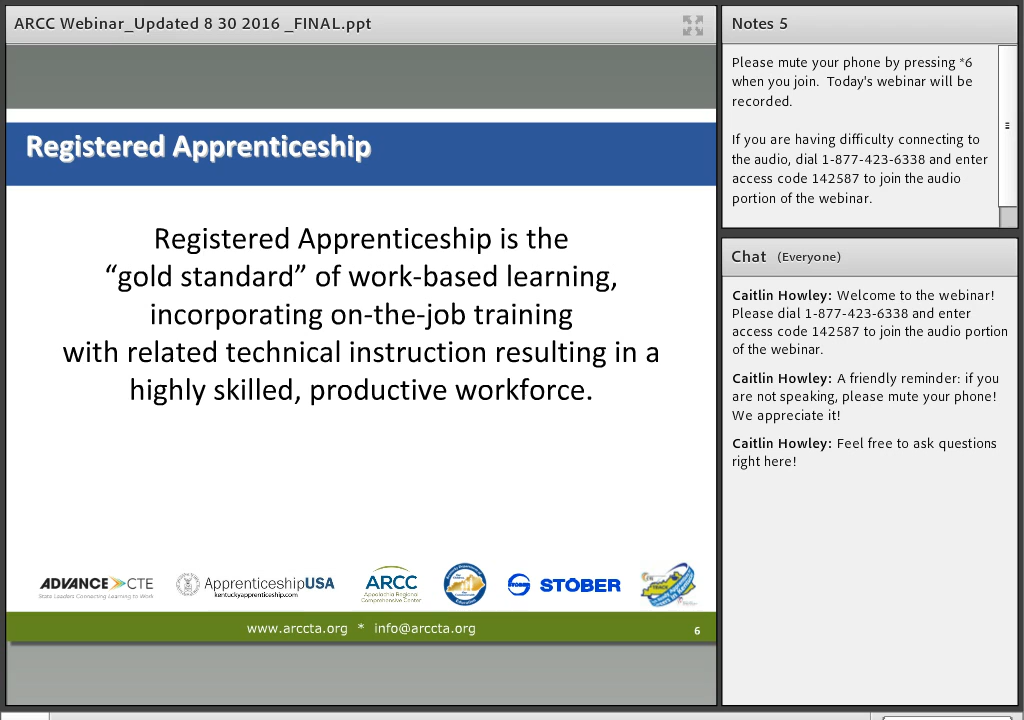 ARCC Webinar_Updated 8 30 2016 _FINAL.ppt
Registered Apprenticeship
Registered Apprenticeship is the
“gold standard” of work-based learning,
incorporating on-the-job training
with related technical instruction resulting in a
highly skilled, productive workforce.
ADVANCE CTE
State Leaders Connecting Learning to Work
ApprenticeshipUSA
kentuckyapprenticeship.com
ARCC
Appalachia Regional
Comprehensive Center
STOBER
www.arccta.org * info@arccta.org
6
Notes 5
Please mute your phone by pressing *6
when you join. Today's webinar will be
recorded.
If you are having difficulty connecting to
the audio, dial 1-877-423-6338 and enter
access code 142587 to join the audio
portion of the webinar.
Chat (Everyone)
Caitlin Howley: Welcome to the webinar!
Please dial 1-877-423-6338 and enter
access code 142587 to join the audio portion
of the webinar.
Caitlin Howley: A friendly reminder: if you
are not speaking, please mute your phone!
We appreciate it!
Caitlin Howley: Feel free to ask questions
right here!